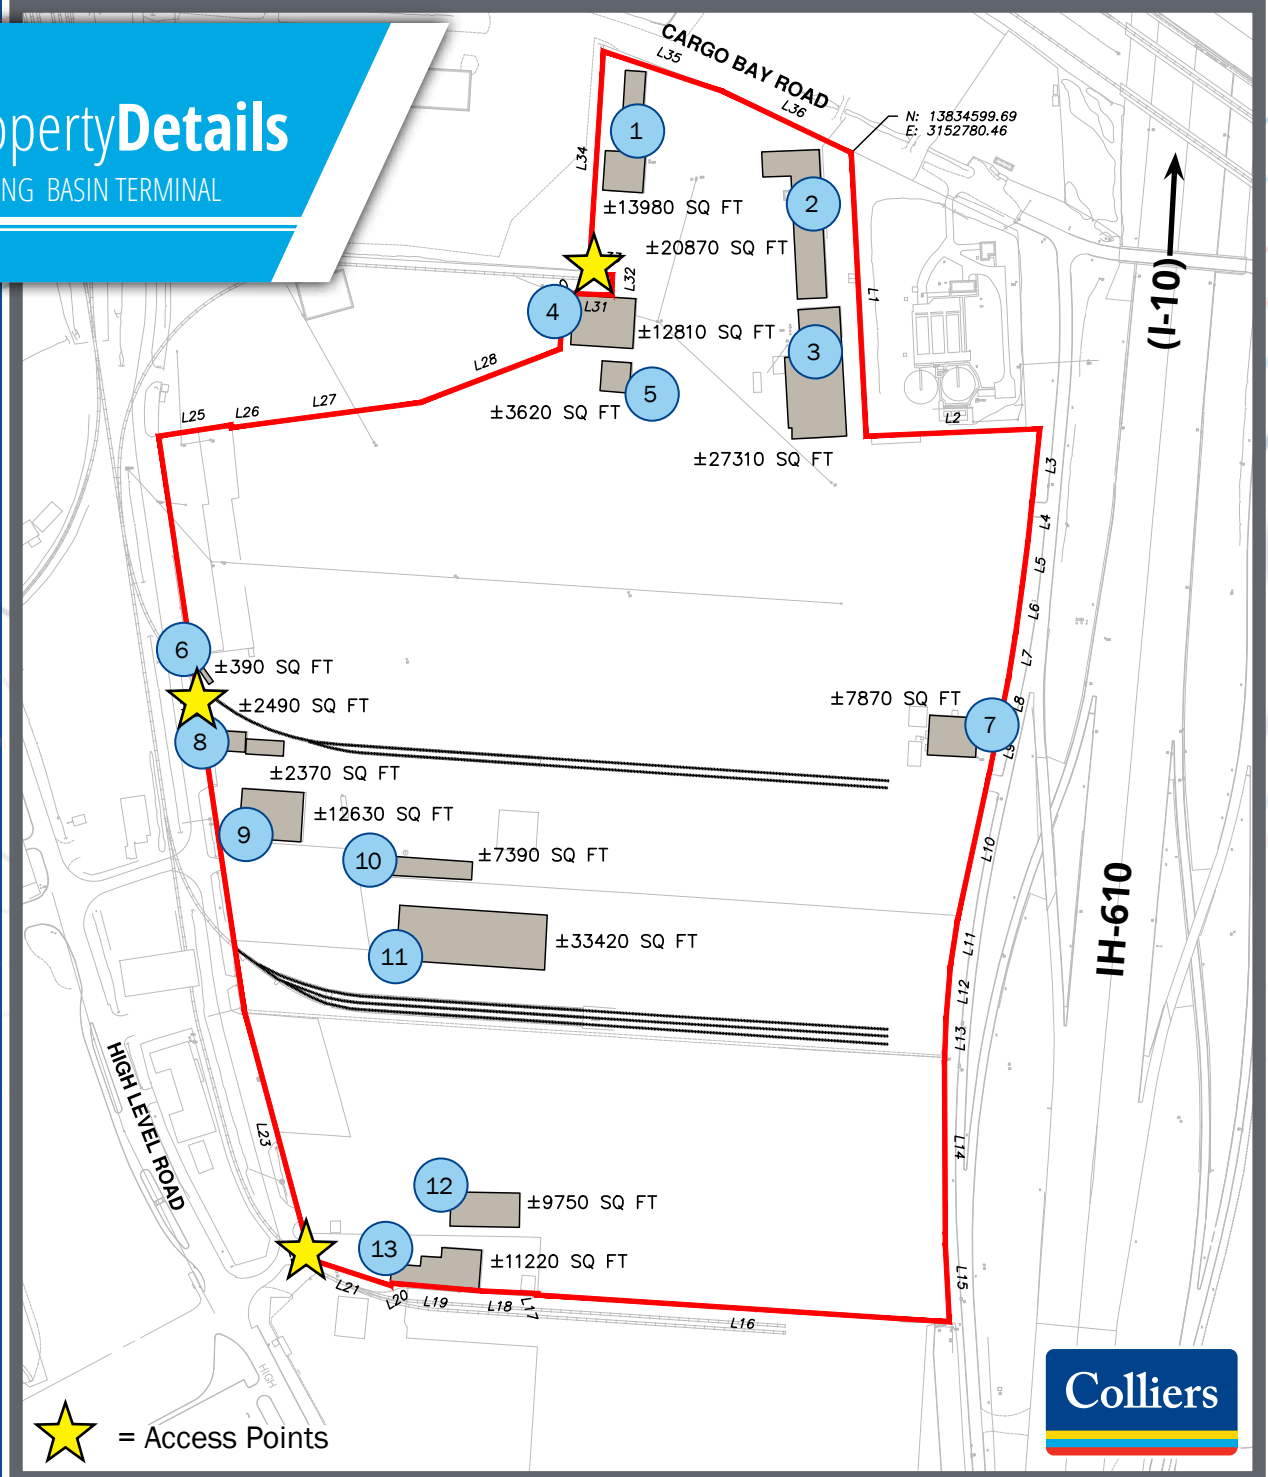 opertyDetails
NG BASIN TERMINAL
CARGO BAY ROAD
L35
L36
N: 13834599.69
E: 3152780.46
1
L34
2
±13980 SQ FT
±20870 SQ FT
L32
L31
L1
(I-10)
4
±12810 SQ FT
3
L28
5
L27
±3620 SQ FT
L25
L26
L2
±27310 SQ FT
L3
L4
L5
L6
6
L7
±390 SQ FT
±2490 SQ FT
±7870 SQ FT
L8
7
8
L9
±2370 SQ FT
±12630 SQ FT
9
10
±7390 SQ FT
L10
IH-610
11
±33420 SQ FT
L11
L12
L13
HIGH LEVEL ROAD
L23
L14
12
±9750 SQ FT
13
±11220 SQ FT
L21
L20
L19
L18
L17
L16
L15
HIGH
Colliers
= Access Points